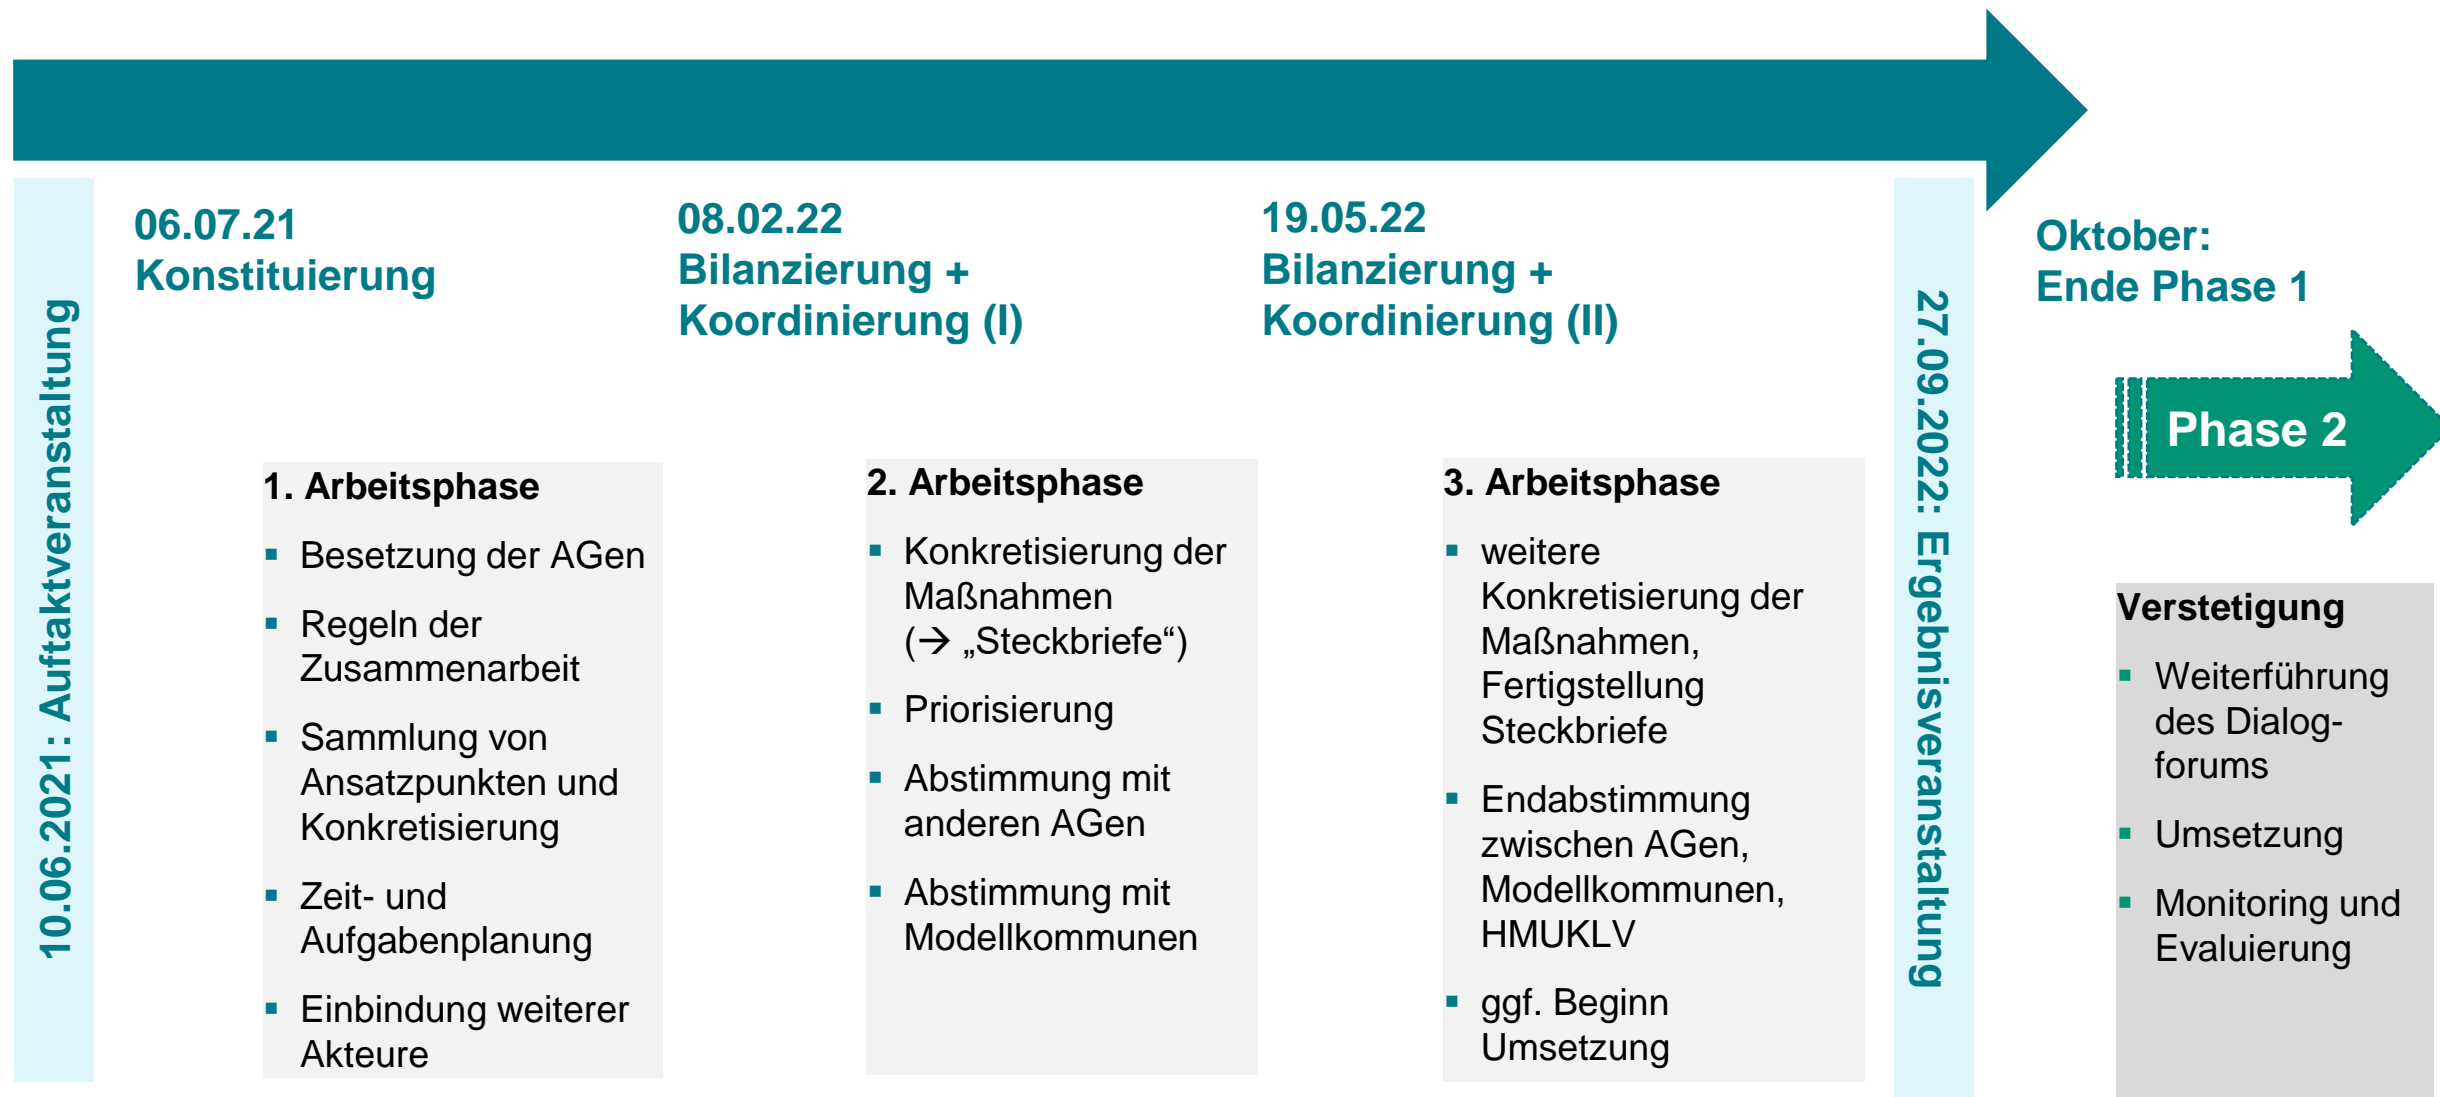 10.06.2021: Auftaktveranstaltung
06.07.21
Konstituierung
1. Arbeitsphase
▪ Besetzung der AGen
▪ Regeln der
Zusammenarbeit
▪ Sammlung von
Ansatzpunkten und
Konkretisierung
▪ Zeit- und
Aufgabenplanung
▪ Einbindung weiterer
Akteure
08.02.22
Bilanzierung +
Koordinierung (I)
2. Arbeitsphase
▪ Konkretisierung der
Maßnahmen
(→ „Steckbriefe“)
▪ Priorisierung
▪ Abstimmung mit
anderen AGen
▪ Abstimmung mit
Modellkommunen
19.05.22
Bilanzierung +
Koordinierung (II)
3. Arbeitsphase
▪ weitere
Konkretisierung der
Maßnahmen,
Fertigstellung
Steckbriefe
▪ Endabstimmung
zwischen AGen,
Modellkommunen,
HMUKLV
▪ ggf. Beginn
Umsetzung
27.09.2022: Ergebnisveranstaltung
Oktober:
Ende Phase 1
Phase 2
Verstetigung
▪ Weiterführung
des Dialog-
forums
▪ Umsetzung
▪ Monitoring und
Evaluierung